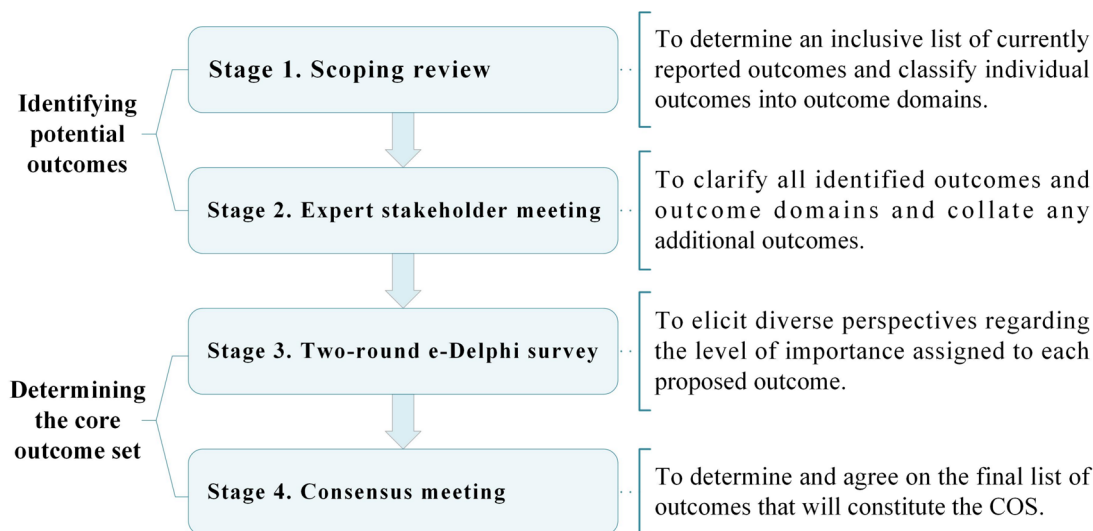 Identifying
potential
outcomes
Stage 1. Scoping review
To determine an inclusive list of currently
reported outcomes and classify individual
outcomes into outcome domains.
Stage 2. Expert stakeholder meeting
To clarify all identified outcomes and
outcome domains and collate any
additional outcomes.
Determining
the core
outcome set
Stage 3. Two-round e-Delphi survey
To elicit diverse perspectives regarding
the level of importance assigned to each
proposed outcome.
Stage 4. Consensus meeting
To determine and agree on the final list of
outcomes that will constitute the COS.